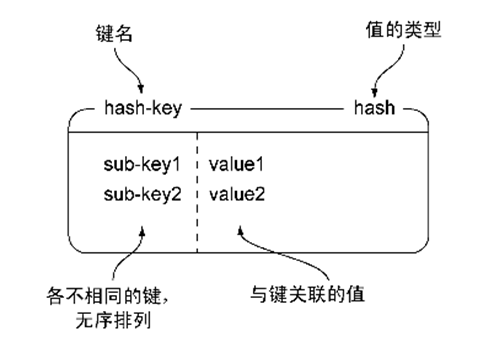 键名
值的类型
hash-key
hash
sub-key1 value1
sub-key2 value2
各不相同的键，
无序排列
与键关联的值